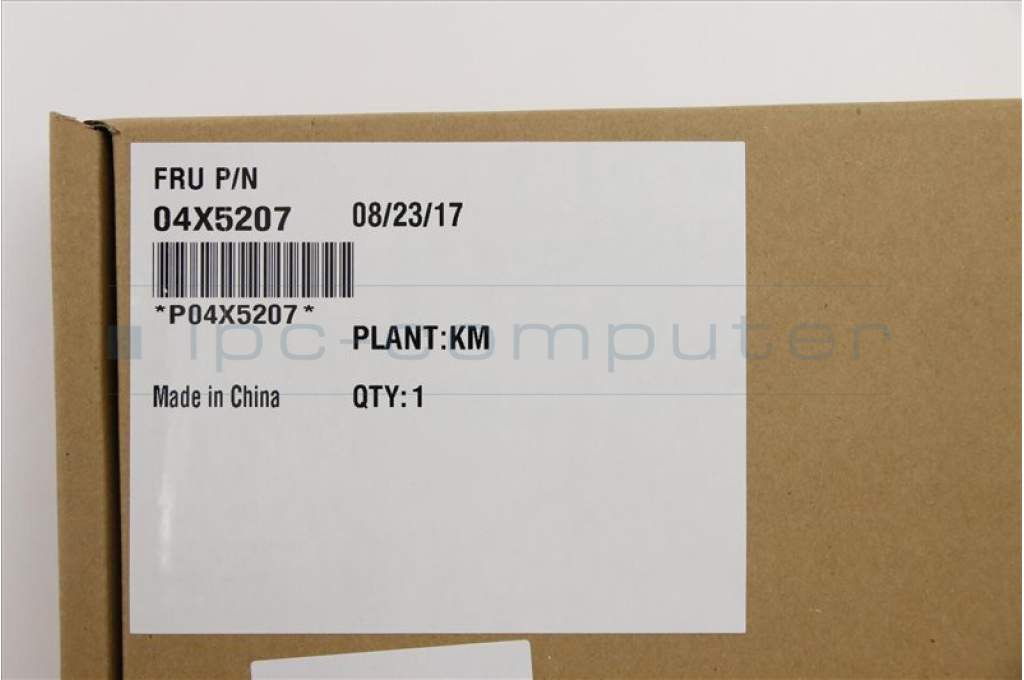 FRU P/N
04X5207 08/23/17
*P04X5207*
PLANT:KM
Made in China QTY:1
ipc-computer